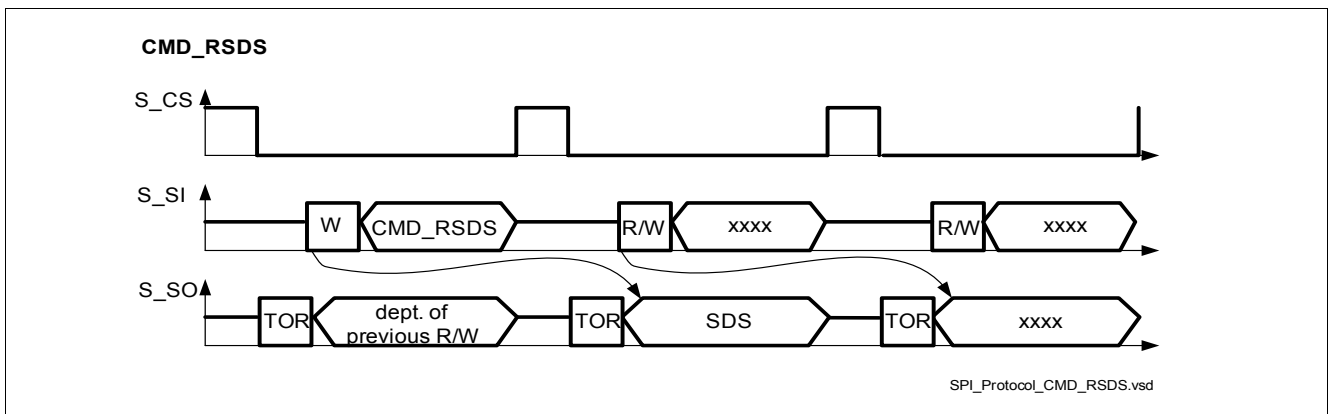 CMD_RSDS
S_CS
S_SI
W
CMD_RSDS
R/W
xxxx
R/W
xxxx
S_SO
TOR
dept. of
previous R/W
TOR
SDS
TOR
xxxx
SPI_Protocol_CMD_RSDS.vsd